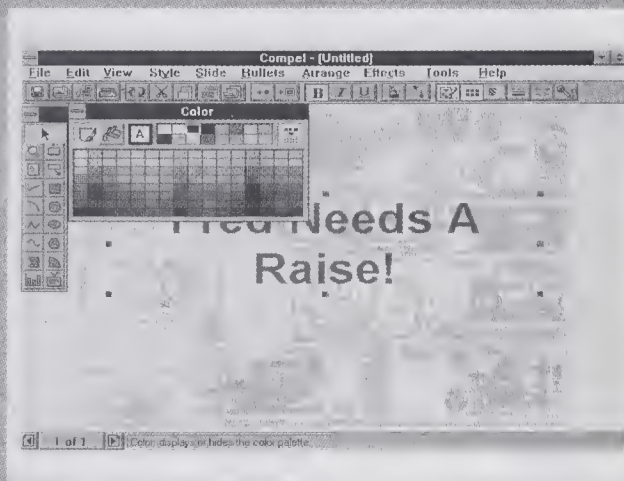 Compel - [Untitled]
File Edit View Style Slide Bullets Arrange Effects Tools Help
B I U
Color
A
Fred Needs A
Raise!
1 of 1 Color displays or hides the color palette.